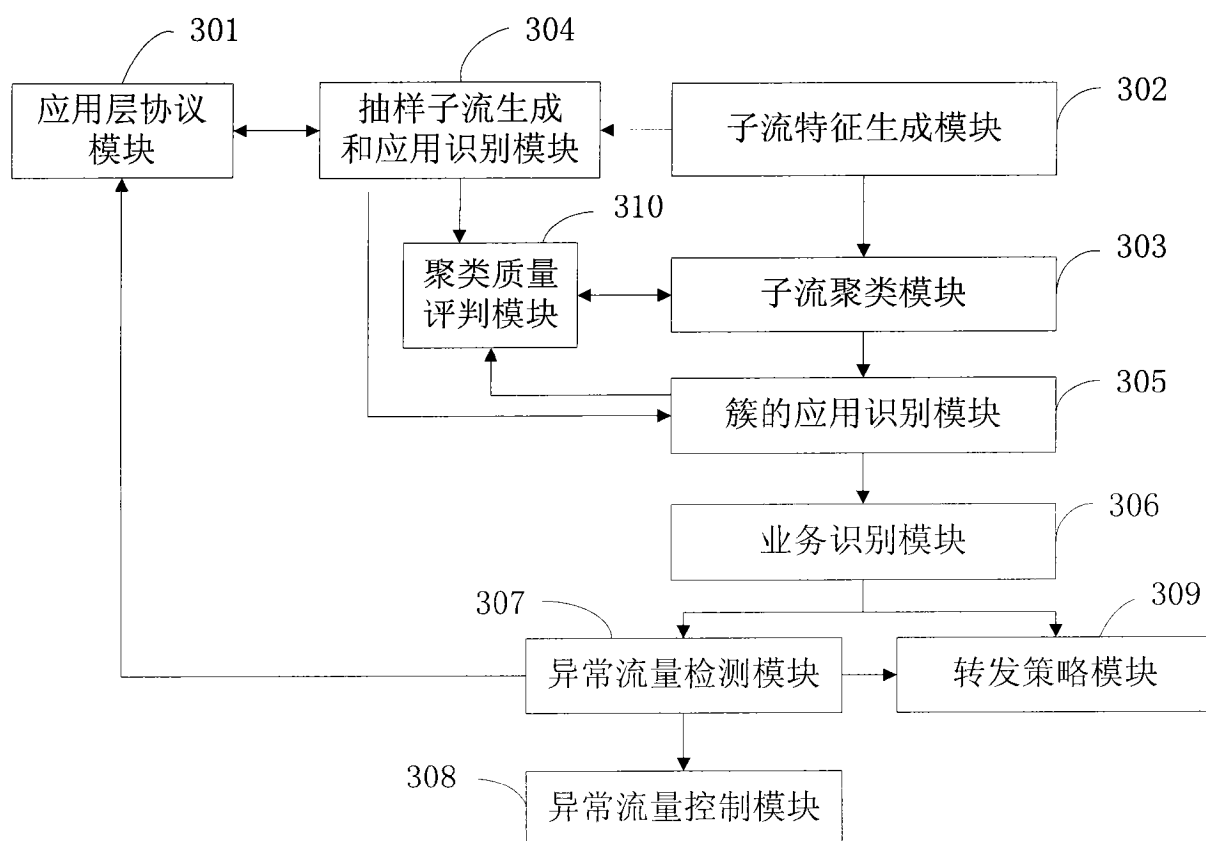 301
304
302
应用层协议
模块
抽样子流生成
和应用识别模块
子流特征生成模块
310
303
聚类质量
评判模块
子流聚类模块
305
簇的应用识别模块
306
业务识别模块
307
309
异常流量检测模块
转发策略模块
308
异常流量控制模块